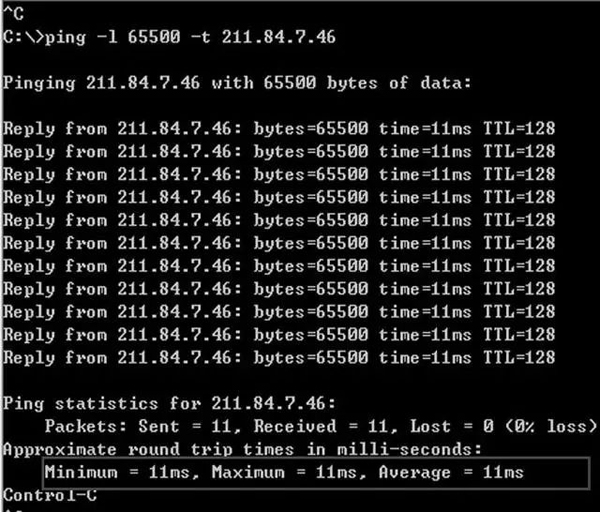 ^C
C:\>ping -l 65500 -t 211.84.7.46
Pinging 211.84.7.46 with 65500 bytes of data:
Reply from 211.84.7.46: bytes=65500 time=11ms TTL=128
Reply from 211.84.7.46: bytes=65500 time=11ms TTL=128
Reply from 211.84.7.46: bytes=65500 time=11ms TTL=128
Reply from 211.84.7.46: bytes=65500 time=11ms TTL=128
Reply from 211.84.7.46: bytes=65500 time=11ms TTL=128
Reply from 211.84.7.46: bytes=65500 time=11ms TTL=128
Reply from 211.84.7.46: bytes=65500 time=11ms TTL=128
Reply from 211.84.7.46: bytes=65500 time=11ms TTL=128
Reply from 211.84.7.46: bytes=65500 time=11ms TTL=128
Reply from 211.84.7.46: bytes=65500 time=11ms TTL=128
Reply from 211.84.7.46: bytes=65500 time=11ms TTL=128
Ping statistics for 211.84.7.46:
Packets: Sent = 11, Received = 11, Lost = 0 (0% loss)
Approximate round trip times in milli-seconds:
Minimum = 11ms, Maximum = 11ms, Average = 11ms
Control-C